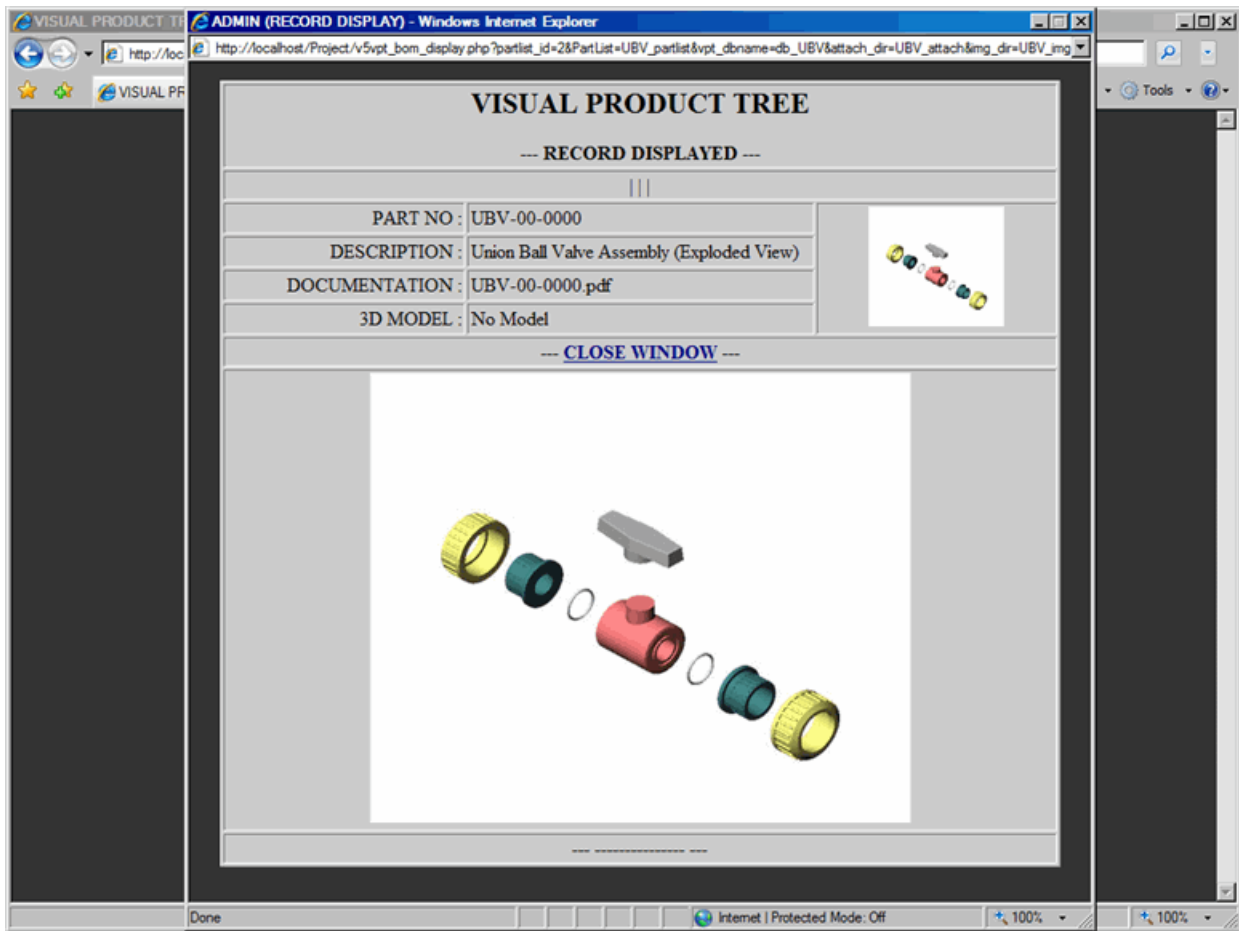 VISUAL PRODUCT TR
ADMIN (RECORD DISPLAY) - Windows Internet Explorer
http://loc
http://localhost/Project/v5vpt_bom_display.php?partlist_id=2&PartList=UBV_partlist&vpt_dbname=db_UBV&attach_dir=UBV_attach&img_dir=UBV_img
VISUAL PR
Tools
VISUAL PRODUCT TREE
--- RECORD DISPLAYED ---
|||
PART NO : UBV-00-0000
DESCRIPTION : Union Ball Valve Assembly (Exploded View)
DOCUMENTATION : UBV-00-0000.pdf
3D MODEL : No Model
--- CLOSE WINDOW ---
--- --------------- ---
Done
Internet | Protected Mode: Off
100%
100%